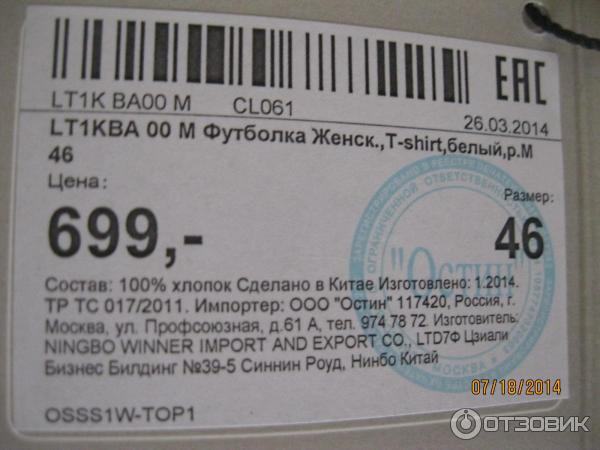 EAC
LT1K BA00 M CL061
26.03.2014
LT1KBA 00 M Футболка Женск.,T-shirt,белый,р.M
46
Цена:
Размер:
699,-
46
"Остин"
Состав: 100% хлопок Сделано в Китае Изготовлено: 1.2014.
ТР ТС 017/2011. Импортер: ООО "Остин" 117420, Россия, г.
Москва, ул. Профсоюзная, д.61 А, тел. 974 78 72. Изготовитель:
NINGBO WINNER IMPORT AND EXPORT CO., LTD7Ф Цзиали
Бизнес Билдинг №39-5 Синнин Роуд, Нинбо Китай
МОСКВА
07/18/2014
OSSS1W-TOP1
ОТЗОВИК